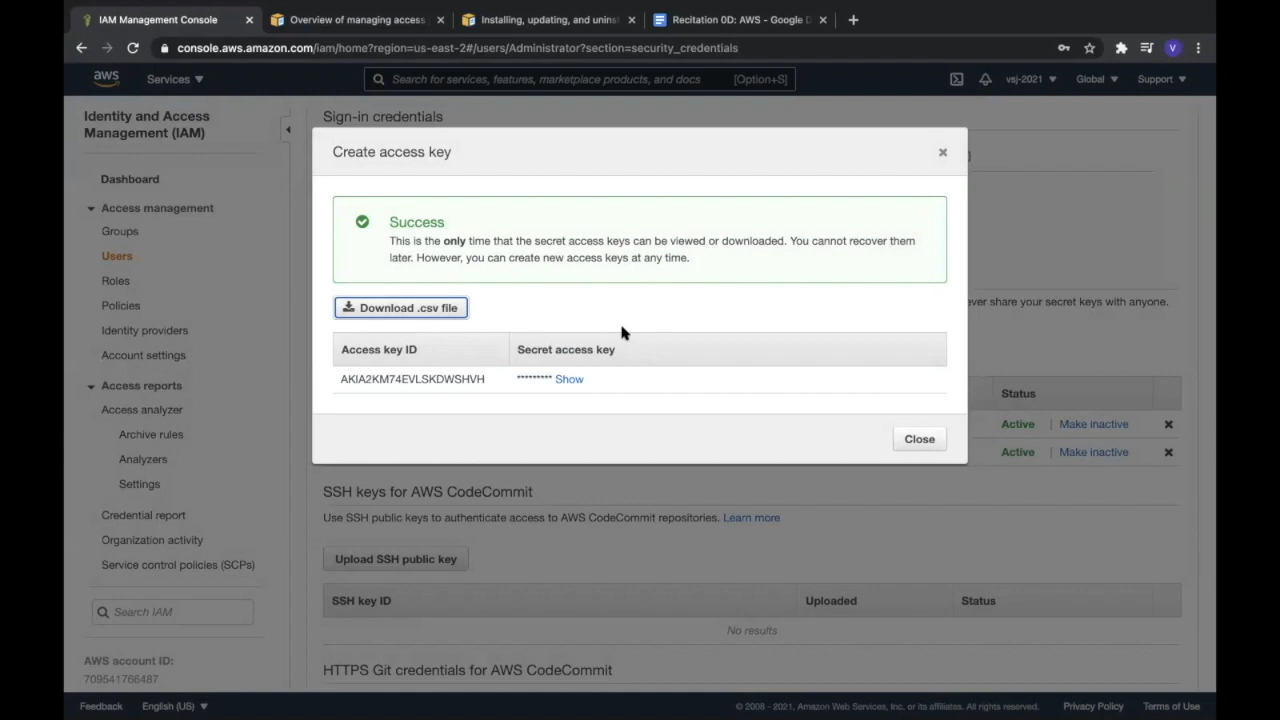 IAM Management Console
Overview of managing access
Installing, updating, and unins
Recitation 0D: AWS - Google D
console.aws.amazon.com/iam/home?region=us-east-2#/users/Administrator?section=security_credentials
V
aws
Services
Search for services, features, marketplace products, and docs
[Option+S]
vsj-2021
Global
Support
Identity and Access
Management (IAM)
Dashboard
Access management
Groups
Users
Roles
Policies
Identity providers
Account settings
Access reports
Access analyzer
Archive rules
Analyzers
Settings
Credential report
Organization activity
Service control policies (SCPs)
Search IAM
AWS account ID:
709541766487
Sign-in credentials
Create access key
Success
This is the only time that the secret access keys can be viewed or downloaded. You cannot recover them
later. However, you can create new access keys at any time.
Download .csv file
Access key ID
Secret access key
AKIA2KM74EVLSKDWSHVH
********* Show
Close
ever share your secret keys with anyone.
Status
Active | Make inactive
Active | Make inactive
SSH keys for AWS CodeCommit
Use SSH public keys to authenticate access to AWS CodeCommit repositories. Learn more
Upload SSH public key
SSH key ID
Uploaded
Status
No results
HTTPS Git credentials for AWS CodeCommit
Feedback
English (US)
© 2008 - 2021, Amazon Web Services, Inc. or its affiliates. All rights reserved.
Privacy Policy
Terms of Use